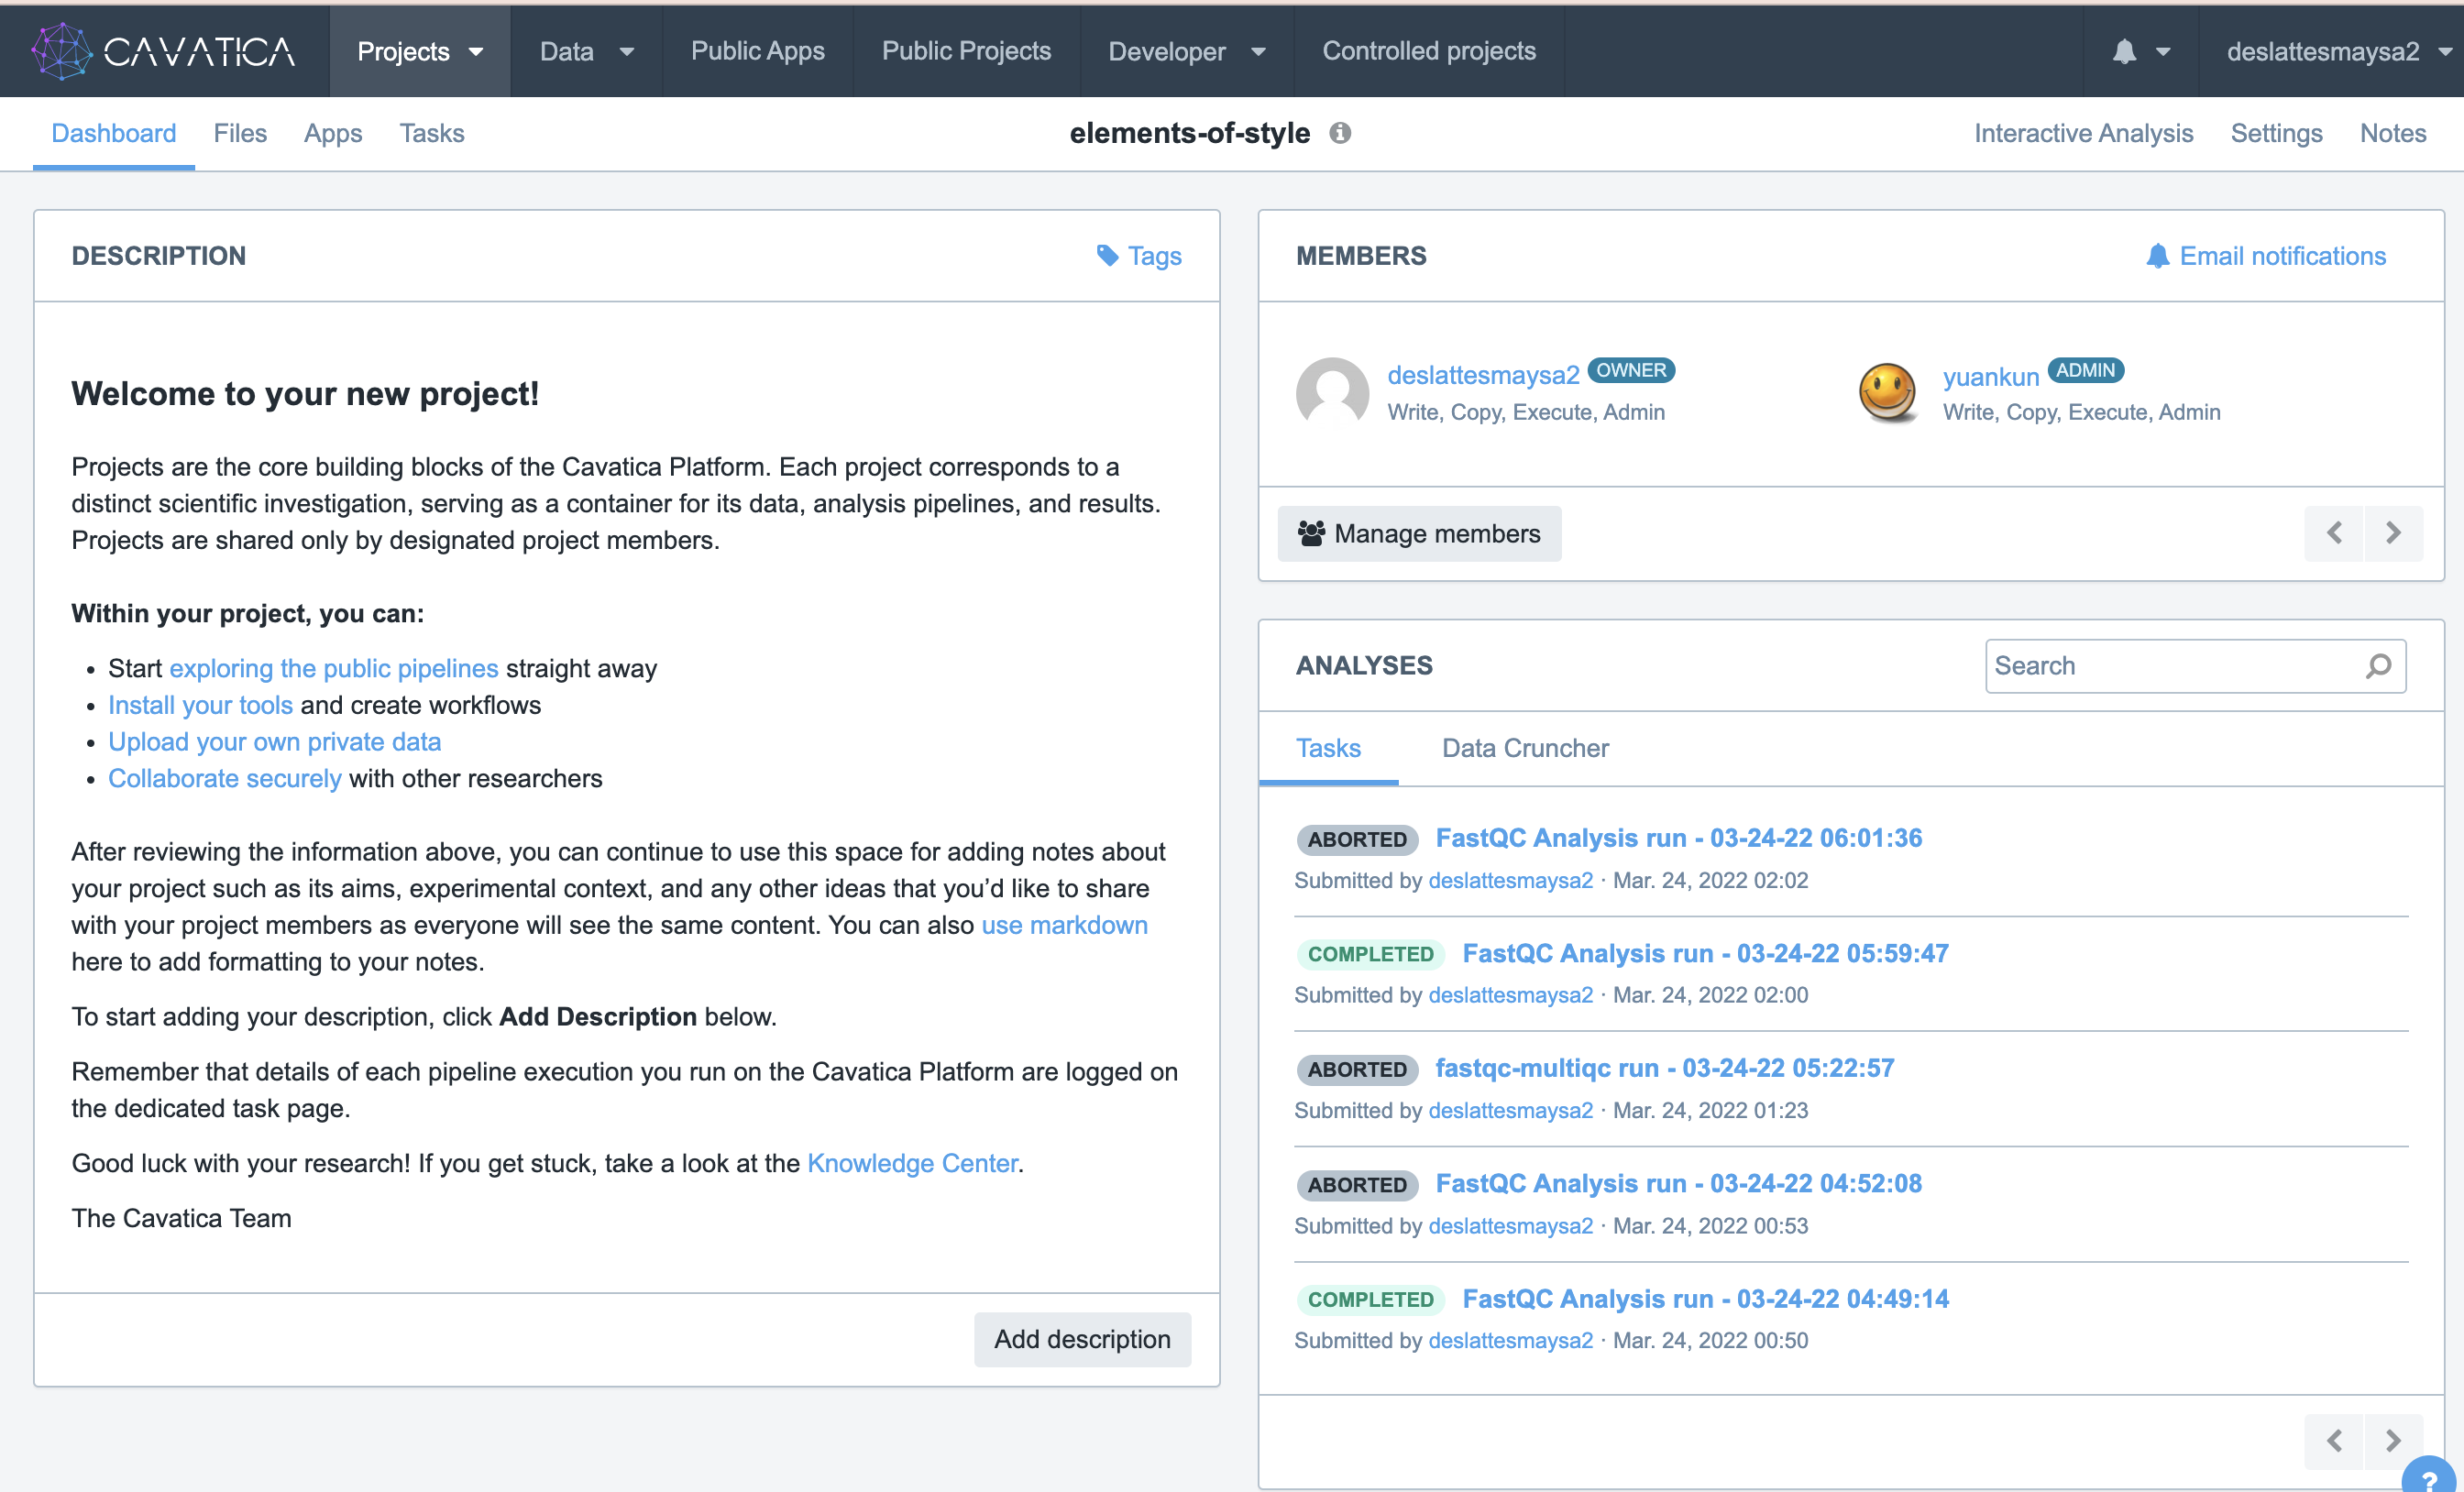 CAVATICA
Projects
Data
Public Apps
Public Projects
Developer
Controlled projects
deslattesmaysa2
Dashboard
Files
Apps
Tasks
elements-of-style
Interactive Analysis
Settings
Notes
DESCRIPTION
Tags
Welcome to your new project!
Projects are the core building blocks of the Cavatica Platform. Each project corresponds to a
distinct scientific investigation, serving as a container for its data, analysis pipelines, and results.
Projects are shared only by designated project members.
Within your project, you can:
• Start exploring the public pipelines straight away
• Install your tools and create workflows
• Upload your own private data
• Collaborate securely with other researchers
After reviewing the information above, you can continue to use this space for adding notes about
your project such as its aims, experimental context, and any other ideas that you’d like to share
with your project members as everyone will see the same content. You can also use markdown
here to add formatting to your notes.
To start adding your description, click Add Description below.
Remember that details of each pipeline execution you run on the Cavatica Platform are logged on
the dedicated task page.
Good luck with your research! If you get stuck, take a look at the Knowledge Center.
The Cavatica Team
Add description
MEMBERS
Email notifications
deslattesmaysa2 OWNER
Write, Copy, Execute, Admin
yuankun ADMIN
Write, Copy, Execute, Admin
Manage members
ANALYSES
Search
Tasks
Data Cruncher
ABORTED FastQC Analysis run - 03-24-22 06:01:36
Submitted by deslattesmaysa2 · Mar. 24, 2022 02:02
COMPLETED FastQC Analysis run - 03-24-22 05:59:47
Submitted by deslattesmaysa2 · Mar. 24, 2022 02:00
ABORTED fastqc-multiqc run - 03-24-22 05:22:57
Submitted by deslattesmaysa2 · Mar. 24, 2022 01:23
ABORTED FastQC Analysis run - 03-24-22 04:52:08
Submitted by deslattesmaysa2 · Mar. 24, 2022 00:53
COMPLETED FastQC Analysis run - 03-24-22 04:49:14
Submitted by deslattesmaysa2 · Mar. 24, 2022 00:50
?